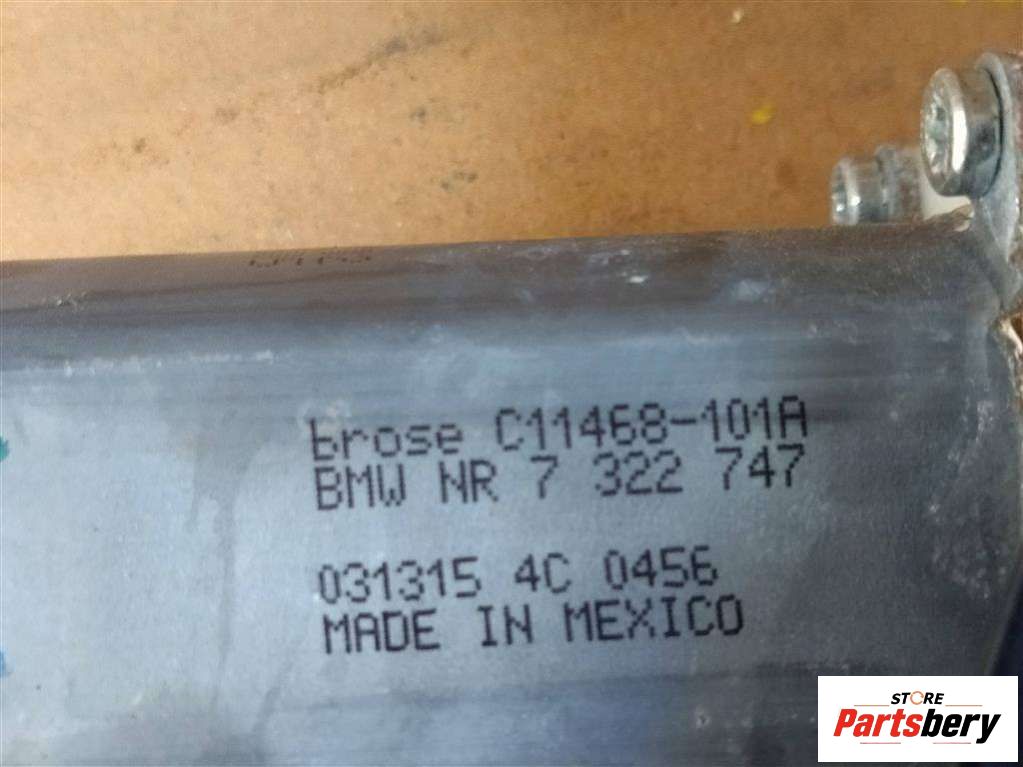 brose C11468-101A
BMW NR 7 322 747
031315 4C 0456
MADE IN MEXICO
STORE
Partsbery